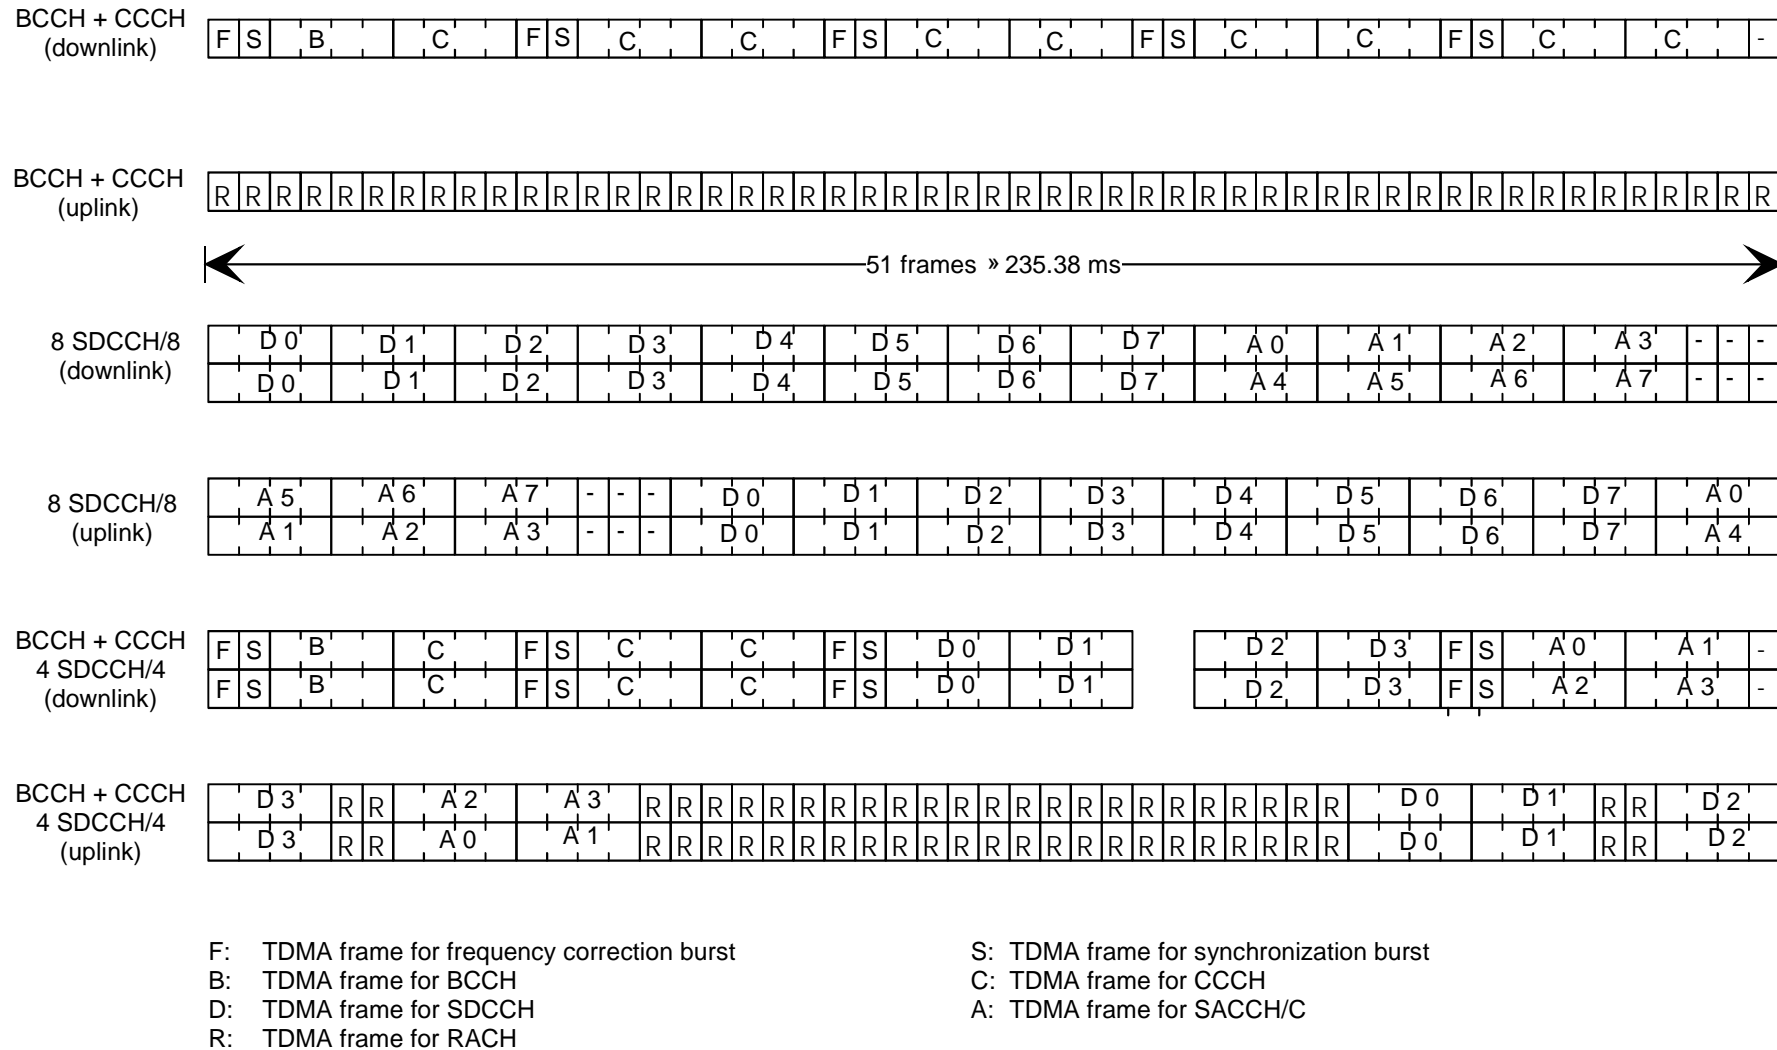 BCCH + CCCH
(downlink)
F S B C F S C C F S C C F S C C F S C C -
BCCH + CCCH
(uplink)
R R R R R R R R R R R R R R R R R R R R R R R R R R R R R R R R R R R R R R R R R R R R R R R R R R R
51 frames » 235.38 ms
8 SDCCH/8
(downlink)
D 0 D 1 D 2 D 3 D 4 D 5 D 6 D 7 A 0 A 1 A 2 A 3 - - -
D 0 D 1 D 2 D 3 D 4 D 5 D 6 D 7 A 4 A 5 A 6 A 7 - - -
8 SDCCH/8
(uplink)
A 5 A 6 A 7 - - - D 0 D 1 D 2 D 3 D 4 D 5 D 6 D 7 A 0
A 1 A 2 A 3 - - - D 0 D 1 D 2 D 3 D 4 D 5 D 6 D 7 A 4
BCCH + CCCH
4 SDCCH/4
(downlink)
F S B C F S C C F S D 0 D 1 D 2 D 3 F S A 0 A 1 -
F S B C F S C C F S D 0 D 1 D 2 D 3 F S A 2 A 3 -
BCCH + CCCH
4 SDCCH/4
(uplink)
D 3 R R A 2 A 3 R R R R R R R R R R R R R R R R R R R R R R R D 0 D 1 R R D 2
D 3 R R A 0 A 1 R R R R R R R R R R R R R R R R R R R R R R R D 0 D 1 R R D 2
F: TDMA frame for frequency correction burst
S: TDMA frame for synchronization burst
B: TDMA frame for BCCH
C: TDMA frame for CCCH
D: TDMA frame for SDCCH
A: TDMA frame for SACCH/C
R: TDMA frame for RACH